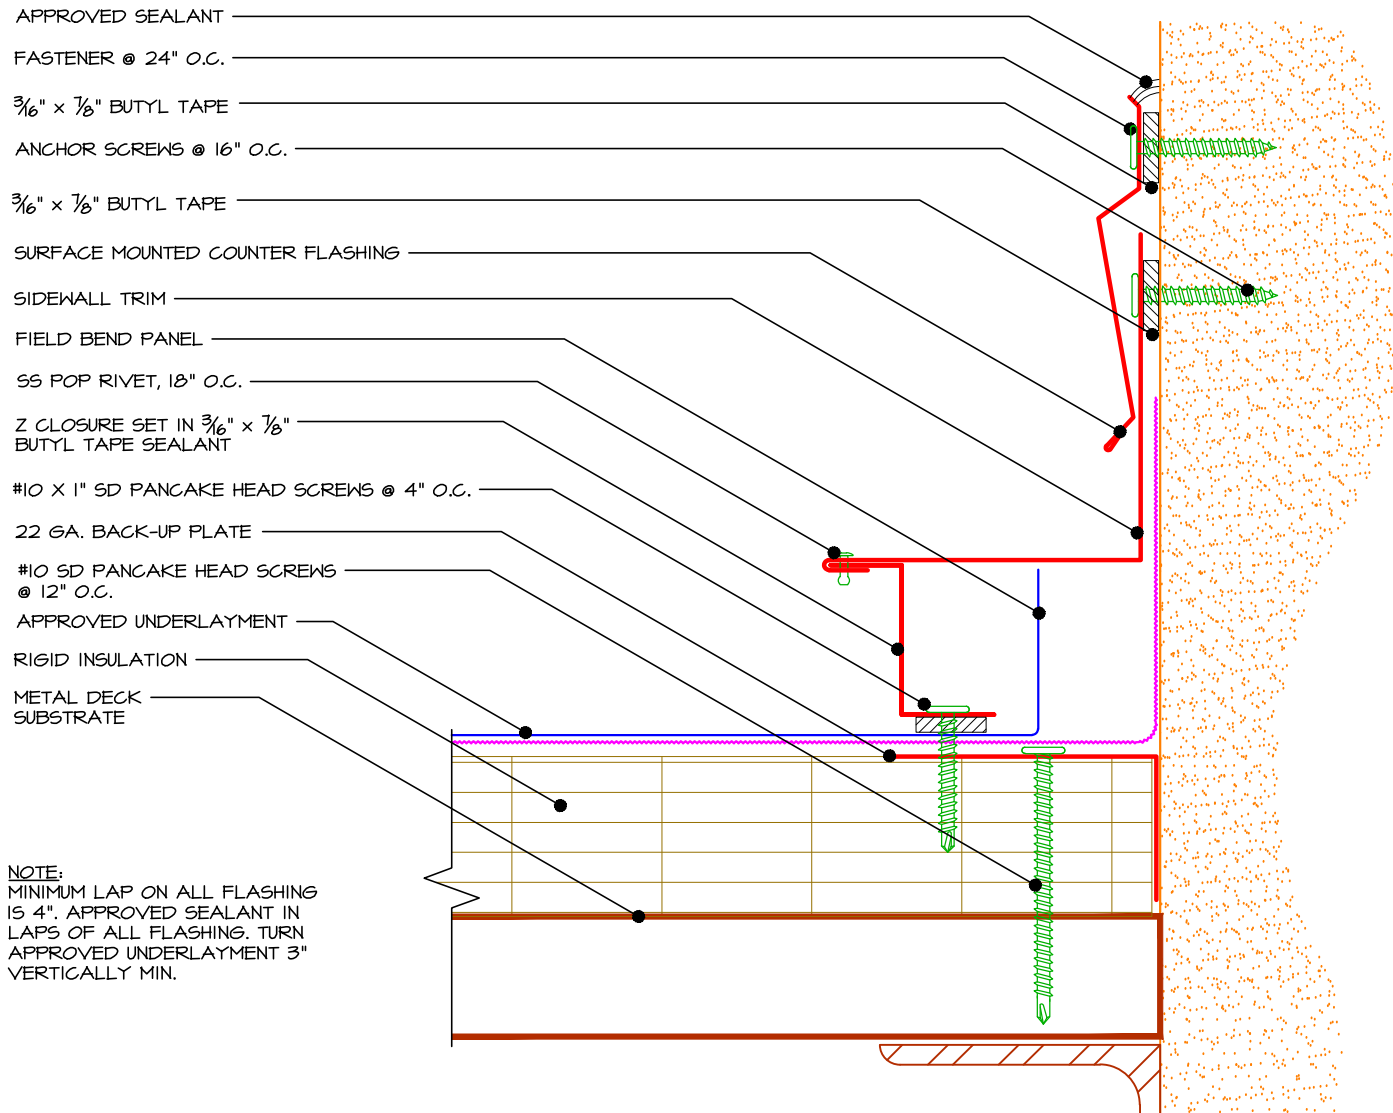 APPROVED SEALANT
FASTENER @ 24" O.C.
3/16" x 7/8" BUTYL TAPE
ANCHOR SCREWS @ 16" O.C.
3/16" x 7/8" BUTYL TAPE
SURFACE MOUNTED COUNTER FLASHING
SIDEWALL TRIM
FIELD BEND PANEL
SS POP RIVET, 18" O.C.
Z CLOSURE SET IN 3/16" x 7/8"
BUTYL TAPE SEALANT
#10 X 1" SD PANCAKE HEAD SCREWS @ 4" O.C.
22 GA. BACK-UP PLATE
#10 SD PANCAKE HEAD SCREWS
@ 12" O.C.
APPROVED UNDERLAYMENT
RIGID INSULATION
METAL DECK
SUBSTRATE
NOTE:
MINIMUM LAP ON ALL FLASHING
IS 4". APPROVED SEALANT IN
LAPS OF ALL FLASHING. TURN
APPROVED UNDERLAYMENT 3"
VERTICALLY MIN.